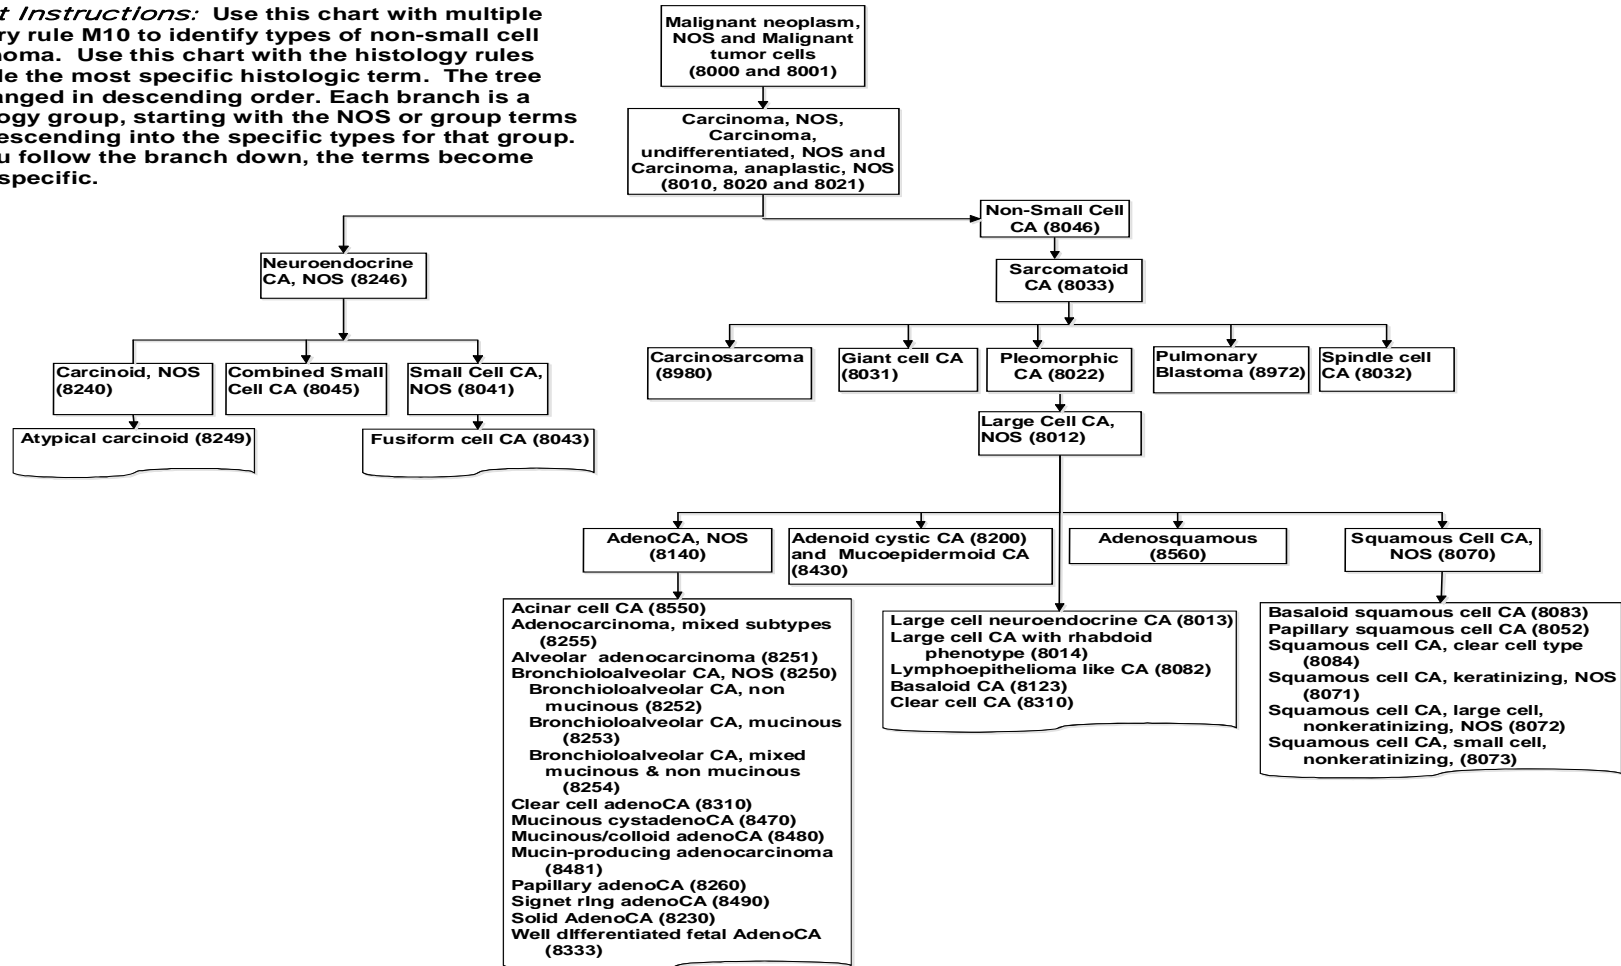 t Instructions: Use this chart with multiple
ry rule M10 to identify types of non-small cell
noma. Use this chart with the histology rules
le the most specific histologic term. The tree
anged in descending order. Each branch is a
ogy group, starting with the NOS or group terms
escending into the specific types for that group.
u follow the branch down, the terms become
specific.
Malignant neoplasm,
NOS and Malignant
tumor cells
(8000 and 8001)
Carcinoma, NOS,
Carcinoma,
undifferentiated, NOS and
Carcinoma, anaplastic, NOS
(8010, 8020 and 8021)
Non-Small Cell
CA (8046)
Neuroendocrine
CA, NOS (8246)
Sarcomatoid
CA (8033)
Carcinoid, NOS
(8240)
Combined Small
Cell CA (8045)
Small Cell CA,
NOS (8041)
Carcinosarcoma
(8980)
Giant cell CA
(8031)
Pleomorphic
CA (8022)
Pulmonary
Blastoma (8972)
Spindle cell
CA (8032)
Atypical carcinoid (8249)
Fusiform cell CA (8043)
Large Cell CA,
NOS (8012)
AdenoCA, NOS
(8140)
Adenoid cystic CA (8200)
and Mucoepidermoid CA
(8430)
Adenosquamous
(8560)
Squamous Cell CA,
NOS (8070)
Acinar cell CA (8550)
Adenocarcinoma, mixed subtypes
(8255)
Alveolar adenocarcinoma (8251)
Bronchioloalveolar CA, NOS (8250)
Bronchioloalveolar CA, non
mucinous (8252)
Bronchioloalveolar CA, mucinous
(8253)
Bronchioloalveolar CA, mixed
mucinous & non mucinous
(8254)
Clear cell adenoCA (8310)
Mucinous cystadenoCA (8470)
Mucinous/colloid adenoCA (8480)
Mucin-producing adenocarcinoma
(8481)
Papillary adenoCA (8260)
Signet rIng adenoCA (8490)
Solid AdenoCA (8230)
Well dIfferentiated fetal AdenoCA
(8333)
Large cell neuroendocrine CA (8013)
Large cell CA with rhabdoid
phenotype (8014)
Lymphoepithelioma like CA (8082)
Basaloid CA (8123)
Clear cell CA (8310)
Basaloid squamous cell CA (8083)
Papillary squamous cell CA (8052)
Squamous cell CA, clear cell type
(8084)
Squamous cell CA, keratinizing, NOS
(8071)
Squamous cell CA, large cell,
nonkeratinizing, NOS (8072)
Squamous cell CA, small cell,
nonkeratinizing, (8073)